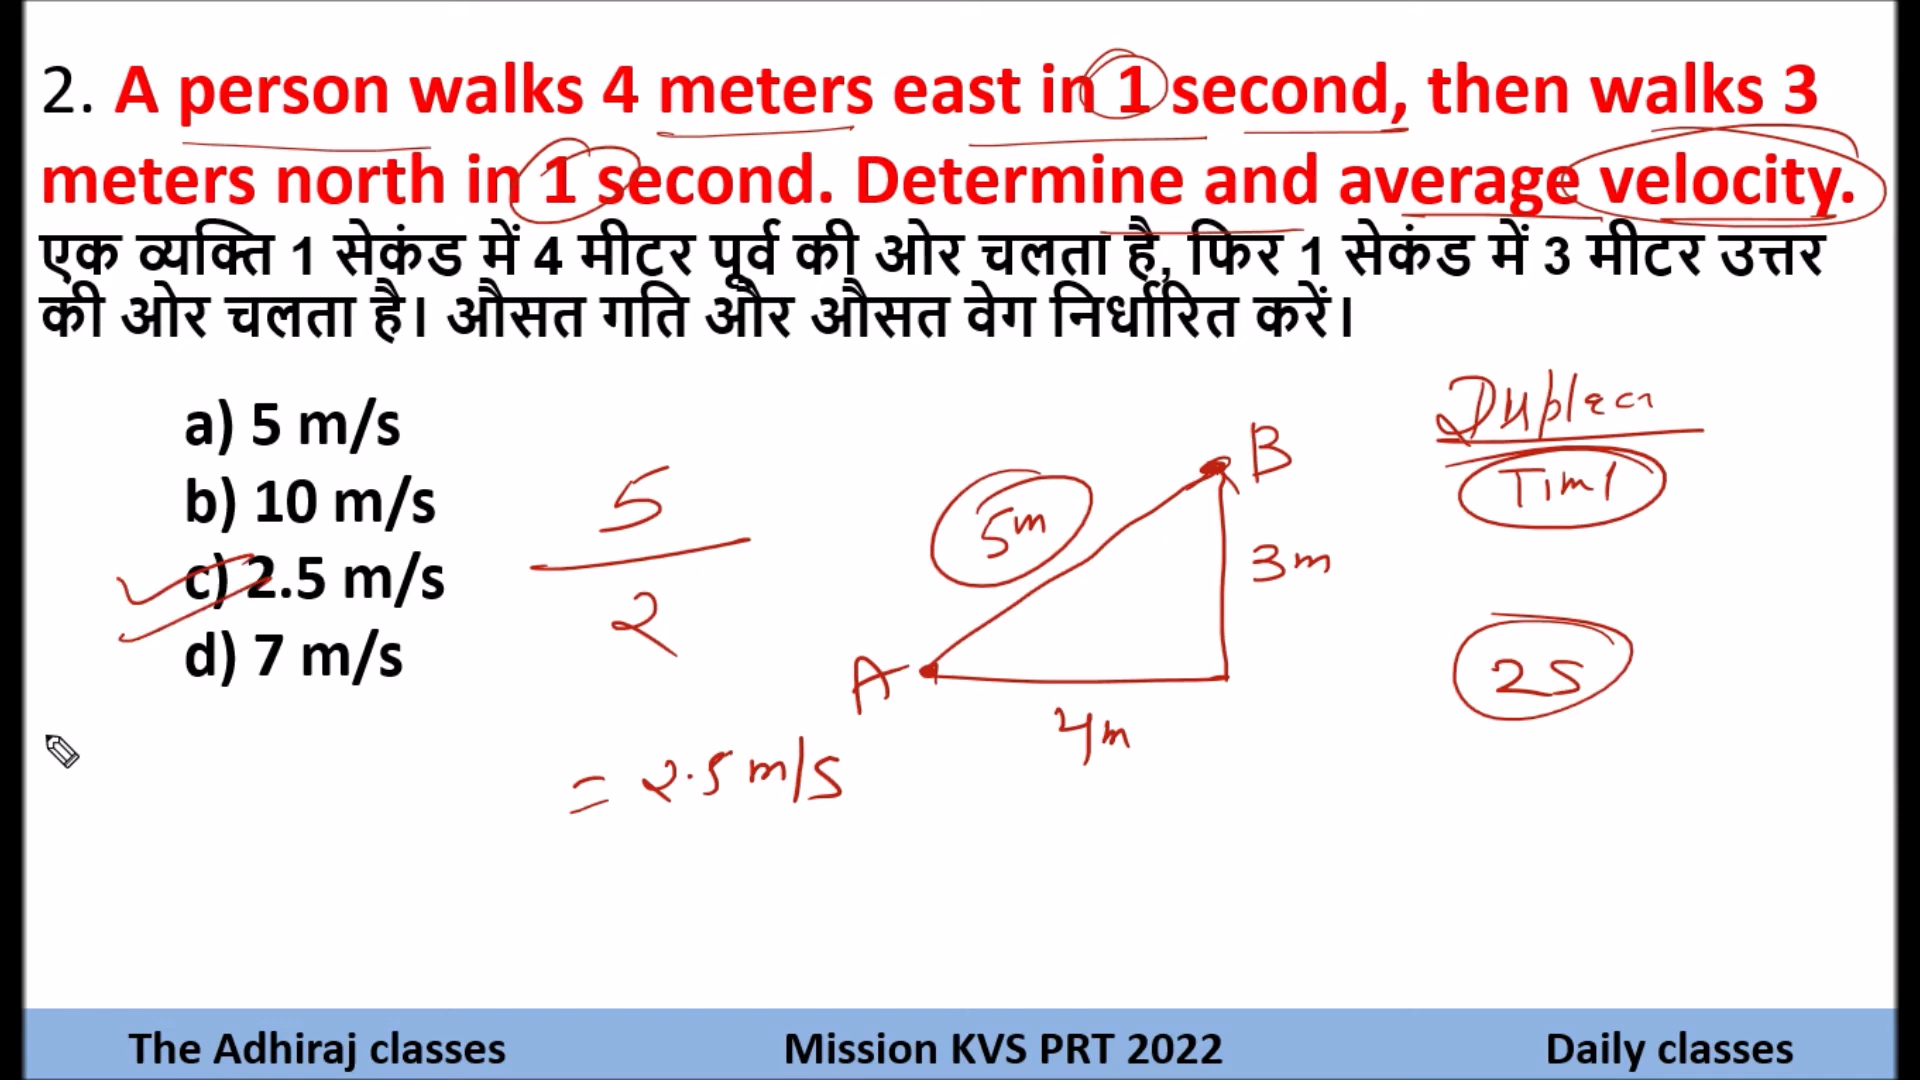 2. A person walks 4 meters east in 1 second, then walks 3
meters north in 1 second. Determine and average velocity.
एक व्यक्ति 1 सेकंड में 4 मीटर पूर्व की ओर चलता है, फिर 1 सेकंड में 3 मीटर उत्तर
की ओर चलता है। औसत गति और औसत वेग निर्धारित करें।
a) 5 m/s
b) 10 m/s
c) 2.5 m/s
d) 7 m/s
5
2
= 2.5 m/s
A
B
5m
3m
4m
Tim
2S
The Adhiraj classes
Mission KVS PRT 2022
Daily classes